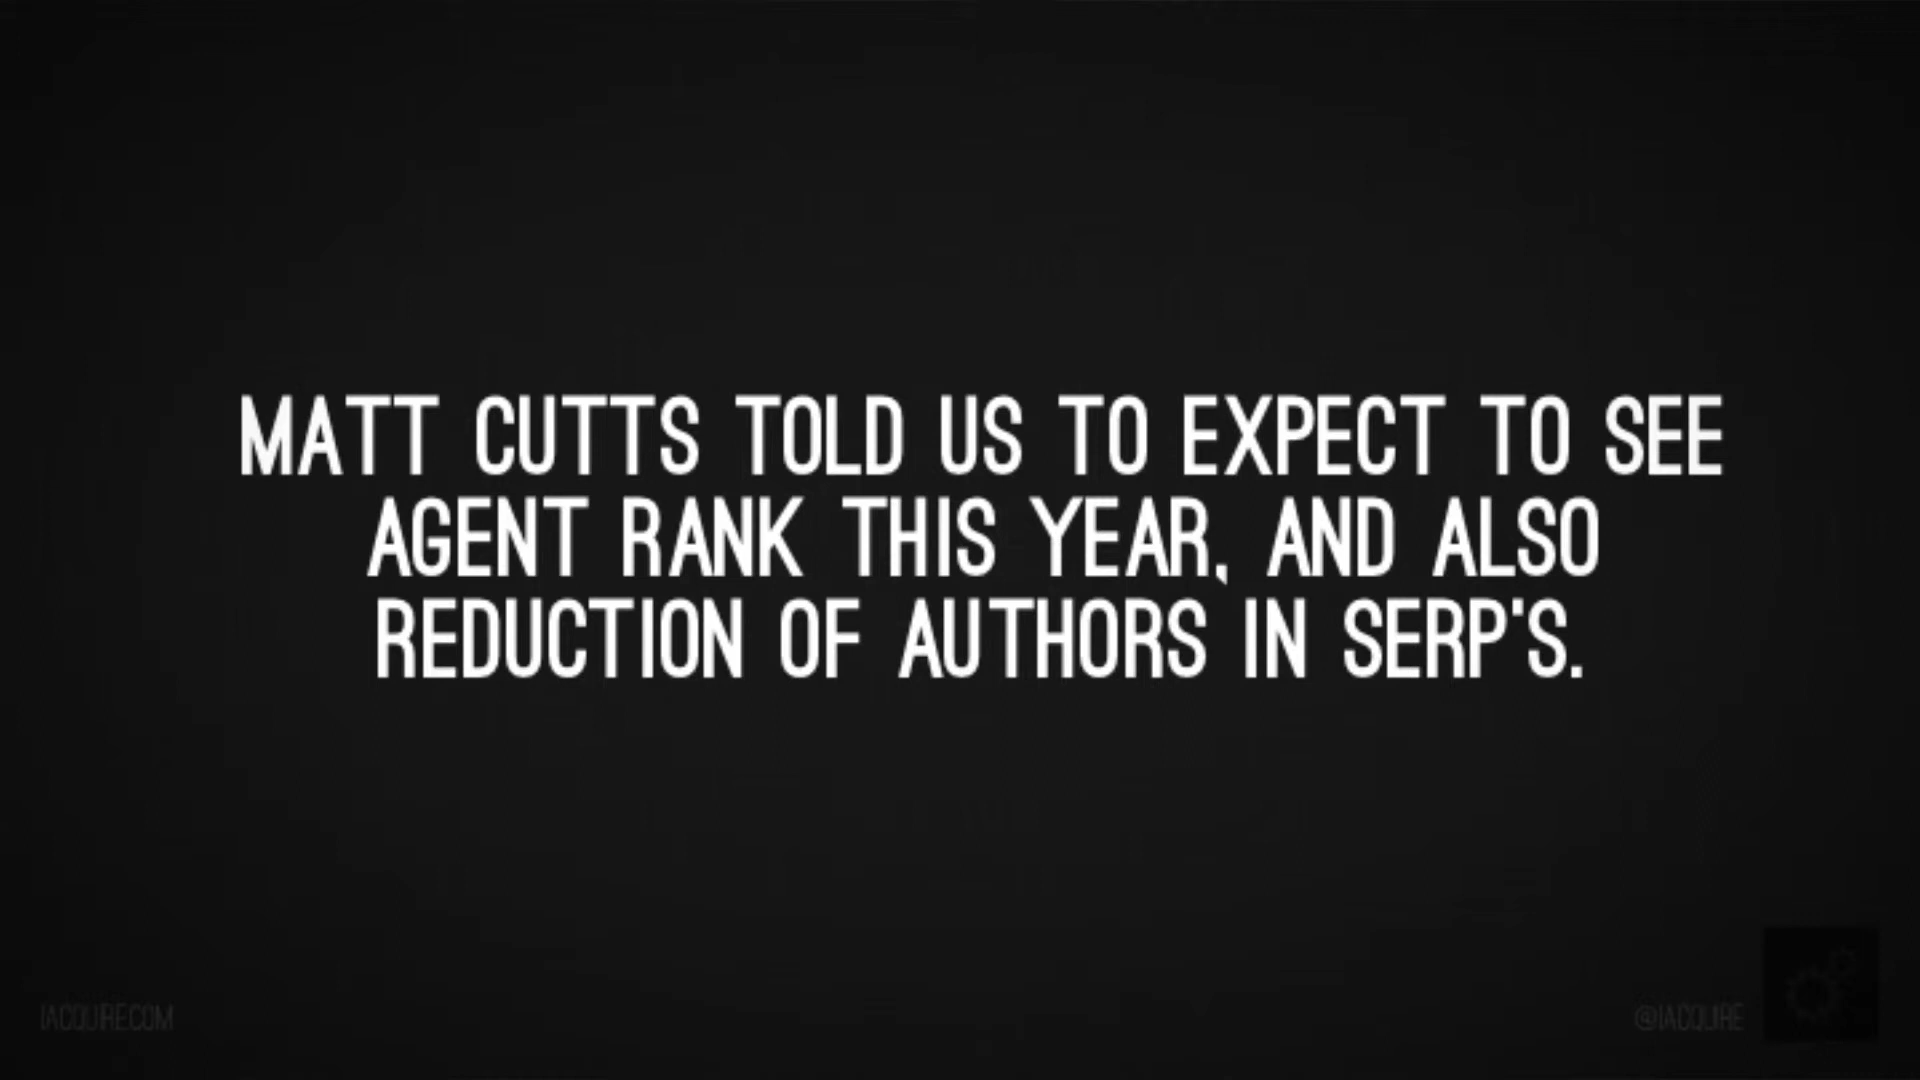 MATT CUTTS TOLD US TO EXPECT TO SEE
AGENT RANK THIS YEAR, AND ALSO
REDUCTION OF AUTHORS IN SERP'S.
IACQUIRE.COM
@IACQUIRE